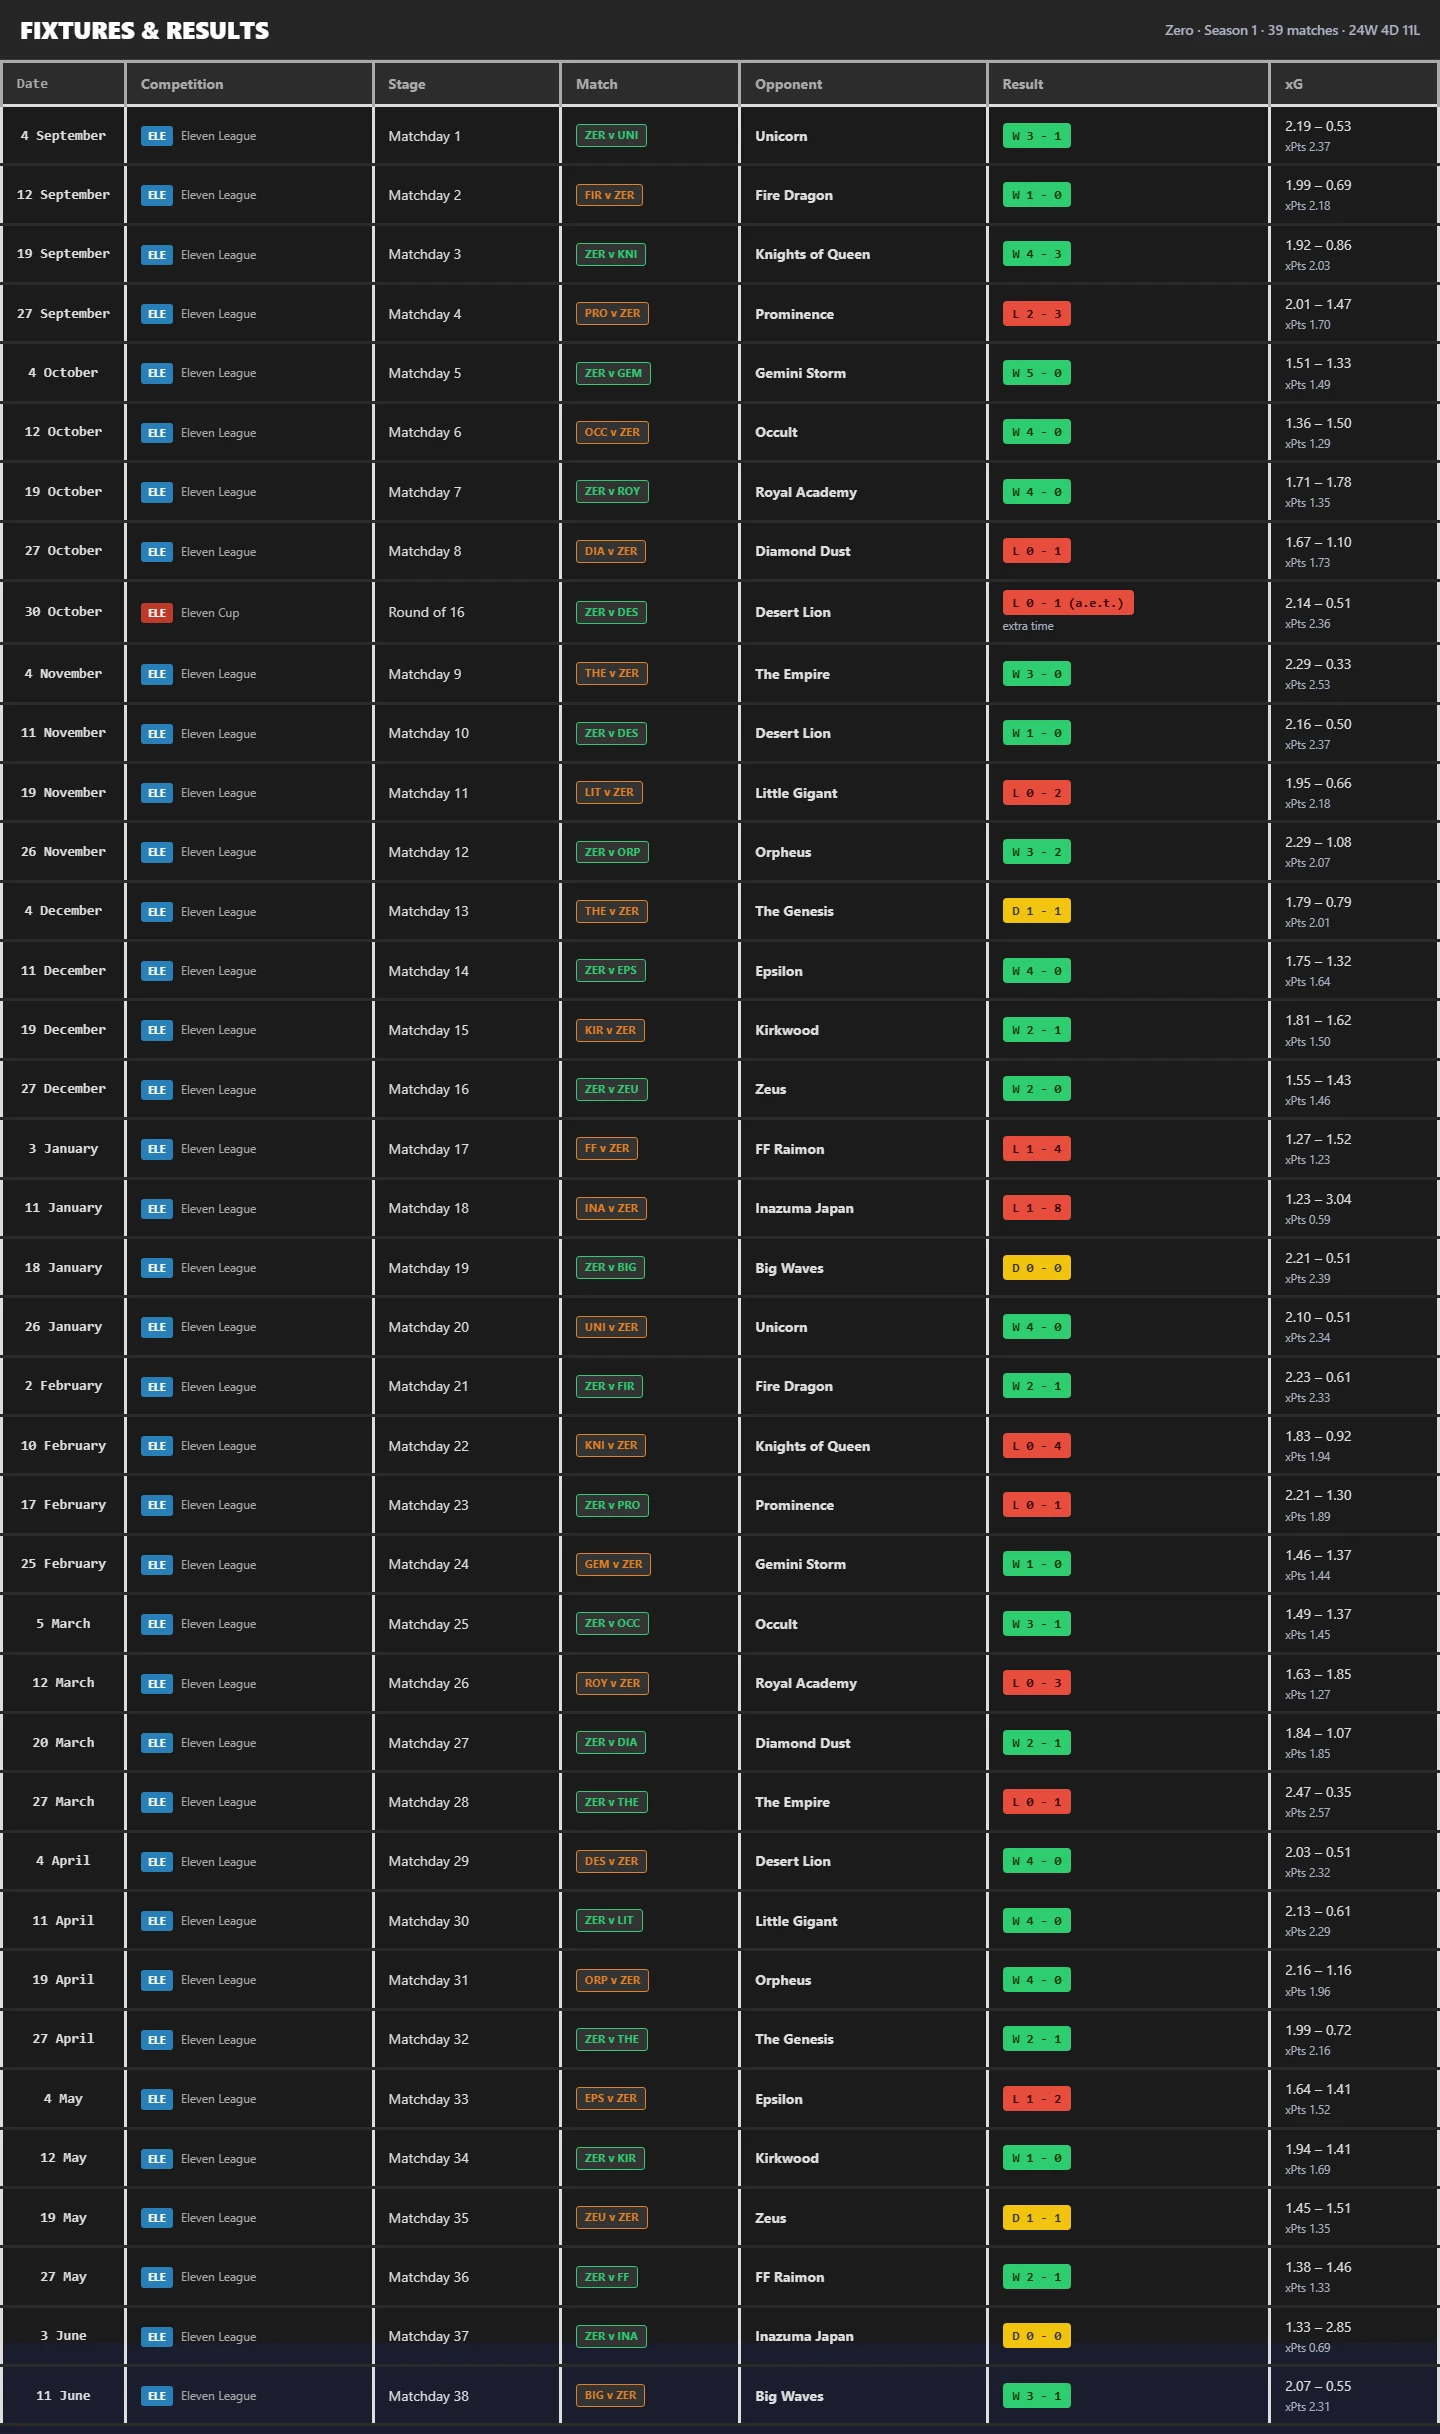 FIXTURES & RESULTS
Zero · Season 1 · 39 matches · 24W 4D 11L
Date Competition Stage Match Opponent Result xG
4 September ELE Eleven League Matchday 1 ZER v UNI Unicorn W 3 - 1 2.19 – 0.53
xPts 2.37
12 September ELE Eleven League Matchday 2 FIR v ZER Fire Dragon W 1 - 0 1.99 – 0.69
xPts 2.18
19 September ELE Eleven League Matchday 3 ZER v KNI Knights of Queen W 4 - 3 1.92 – 0.86
xPts 2.03
27 September ELE Eleven League Matchday 4 PRO v ZER Prominence L 2 - 3 2.01 – 1.47
xPts 1.70
4 October ELE Eleven League Matchday 5 ZER v GEM Gemini Storm W 5 - 0 1.51 – 1.33
xPts 1.49
12 October ELE Eleven League Matchday 6 OCC v ZER Occult W 4 - 0 1.36 – 1.50
xPts 1.29
19 October ELE Eleven League Matchday 7 ZER v ROY Royal Academy W 4 - 0 1.71 – 1.78
xPts 1.35
27 October ELE Eleven League Matchday 8 DIA v ZER Diamond Dust L 0 - 1 1.67 – 1.10
xPts 1.73
30 October ELE Eleven Cup Round of 16 ZER v DES Desert Lion L 0 - 1 (a.e.t.) 2.14 – 0.51
extra time xPts 2.36
4 November ELE Eleven League Matchday 9 THE v ZER The Empire W 3 - 0 2.29 – 0.33
xPts 2.53
11 November ELE Eleven League Matchday 10 ZER v DES Desert Lion W 1 - 0 2.16 – 0.50
xPts 2.37
19 November ELE Eleven League Matchday 11 LIT v ZER Little Gigant L 0 - 2 1.95 – 0.66
xPts 2.18
26 November ELE Eleven League Matchday 12 ZER v ORP Orpheus W 3 - 2 2.29 – 1.08
xPts 2.07
4 December ELE Eleven League Matchday 13 THE v ZER The Genesis D 1 - 1 1.79 – 0.79
xPts 2.01
11 December ELE Eleven League Matchday 14 ZER v EPS Epsilon W 4 - 0 1.75 – 1.32
xPts 1.64
19 December ELE Eleven League Matchday 15 KIR v ZER Kirkwood W 2 - 1 1.81 – 1.62
xPts 1.50
27 December ELE Eleven League Matchday 16 ZER v ZEU Zeus W 2 - 0 1.55 – 1.43
xPts 1.46
3 January ELE Eleven League Matchday 17 FF v ZER FF Raimon L 1 - 4 1.27 – 1.52
xPts 1.23
11 January ELE Eleven League Matchday 18 INA v ZER Inazuma Japan L 1 - 8 1.23 – 3.04
xPts 0.59
18 January ELE Eleven League Matchday 19 ZER v BIG Big Waves D 0 - 0 2.21 – 0.51
xPts 2.39
26 January ELE Eleven League Matchday 20 UNI v ZER Unicorn W 4 - 0 2.10 – 0.51
xPts 2.34
2 February ELE Eleven League Matchday 21 ZER v FIR Fire Dragon W 2 - 1 2.23 – 0.61
xPts 2.33
10 February ELE Eleven League Matchday 22 KNI v ZER Knights of Queen L 0 - 4 1.83 – 0.92
xPts 1.94
17 February ELE Eleven League Matchday 23 ZER v PRO Prominence L 0 - 1 2.21 – 1.30
xPts 1.89
25 February ELE Eleven League Matchday 24 GEM v ZER Gemini Storm W 1 - 0 1.46 – 1.37
xPts 1.44
5 March ELE Eleven League Matchday 25 ZER v OCC Occult W 3 - 1 1.49 – 1.37
xPts 1.45
12 March ELE Eleven League Matchday 26 ROY v ZER Royal Academy L 0 - 3 1.63 – 1.85
xPts 1.27
20 March ELE Eleven League Matchday 27 ZER v DIA Diamond Dust W 2 - 1 1.84 – 1.07
xPts 1.85
27 March ELE Eleven League Matchday 28 ZER v THE The Empire L 0 - 1 2.47 – 0.35
xPts 2.57
4 April ELE Eleven League Matchday 29 DES v ZER Desert Lion W 4 - 0 2.03 – 0.51
xPts 2.32
11 April ELE Eleven League Matchday 30 ZER v LIT Little Gigant W 4 - 0 2.13 – 0.61
xPts 2.29
19 April ELE Eleven League Matchday 31 ORP v ZER Orpheus W 4 - 0 2.16 – 1.16
xPts 1.96
27 April ELE Eleven League Matchday 32 ZER v THE The Genesis W 2 - 1 1.99 – 0.72
xPts 2.16
4 May ELE Eleven League Matchday 33 EPS v ZER Epsilon L 1 - 2 1.64 – 1.41
xPts 1.52
12 May ELE Eleven League Matchday 34 ZER v KIR Kirkwood W 1 - 0 1.94 – 1.41
xPts 1.69
19 May ELE Eleven League Matchday 35 ZEU v ZER Zeus D 1 - 1 1.45 – 1.51
xPts 1.35
27 May ELE Eleven League Matchday 36 ZER v FF FF Raimon W 2 - 1 1.38 – 1.46
xPts 1.33
3 June ELE Eleven League Matchday 37 ZER v INA Inazuma Japan D 0 - 0 1.33 – 2.85
xPts 0.69
11 June ELE Eleven League Matchday 38 BIG v ZER Big Waves W 3 - 1 2.07 – 0.55
xPts 2.31